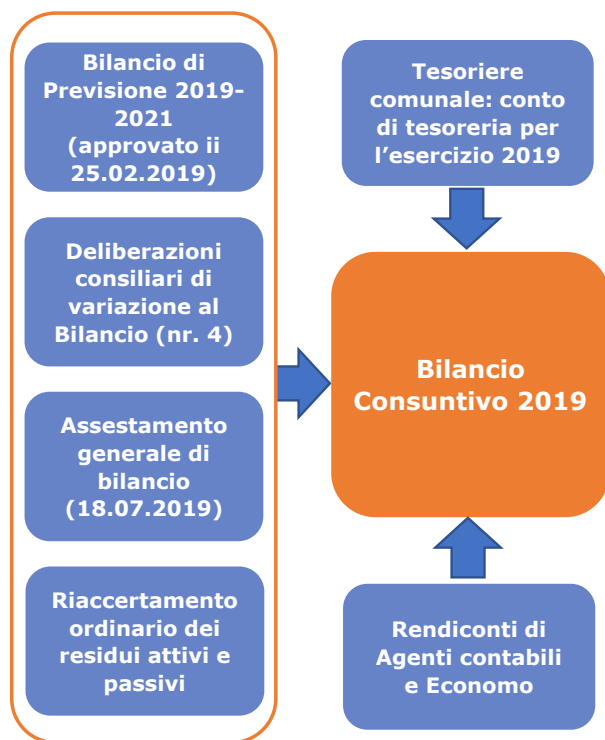 Bilancio di
Previsione 2019-
2021
(approvato ii
25.02.2019)
Deliberazioni
consiliari di
variazione al
Bilancio (nr. 4)
Assestamento
generale di
bilancio
(18.07.2019)
Riaccertamento
ordinario dei
residui attivi e
passivi
Tesoriere
comunale: conto
di tesoreria per
l’esercizio 2019
Bilancio
Consuntivo 2019
Rendiconti di
Agenti contabili
e Economo